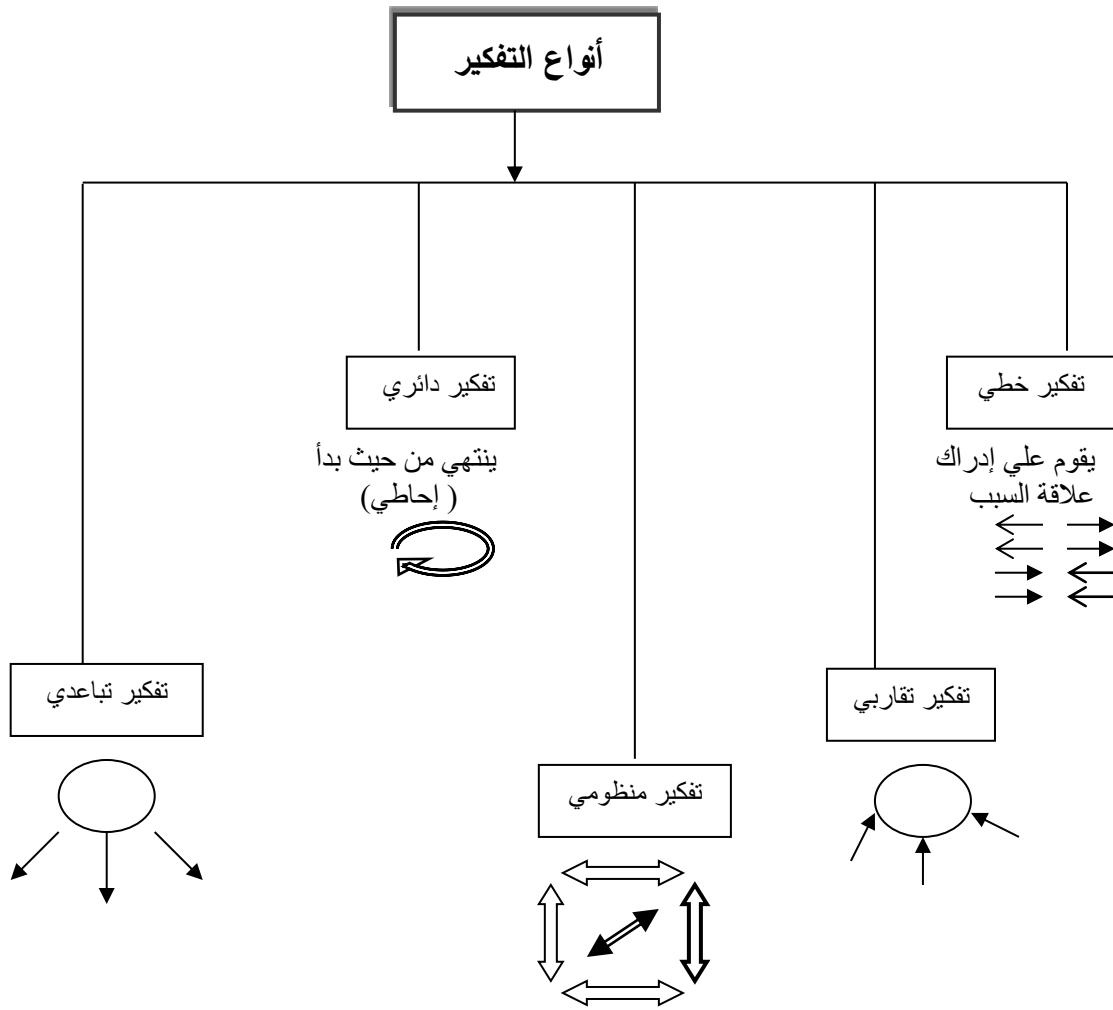 أنواع التفكير
تفكير خطي
يقوم علي إدراك
علاقة السبب
تفكير دائري
ينتهي من حيث بدأ
( إحاطي)
تفكير تقاربي
تفكير تباعدي
تفكير منظومي